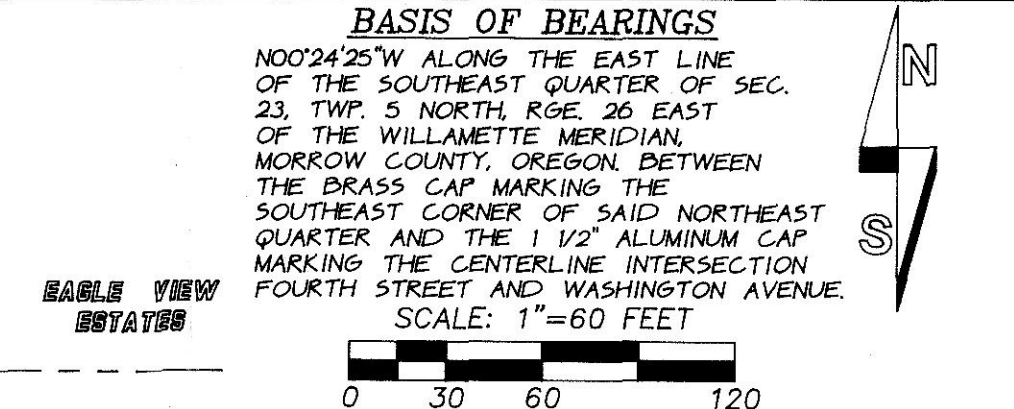 BASIS OF BEARINGS
N00°24'25"W ALONG THE EAST LINE
OF THE SOUTHEAST QUARTER OF SEC.
23, TWP. 5 NORTH, RGE. 26 EAST
OF THE WILLAMETTE MERIDIAN,
MORROW COUNTY, OREGON. BETWEEN
THE BRASS CAP MARKING THE
SOUTHEAST CORNER OF SAID NORTHEAST
QUARTER AND THE 1 1/2" ALUMINUM CAP
MARKING THE CENTERLINE INTERSECTION
FOURTH STREET AND WASHINGTON AVENUE.
EAGLE VIEW
ESTATES
SCALE: 1"=60 FEET
0 30 60 120
N
S